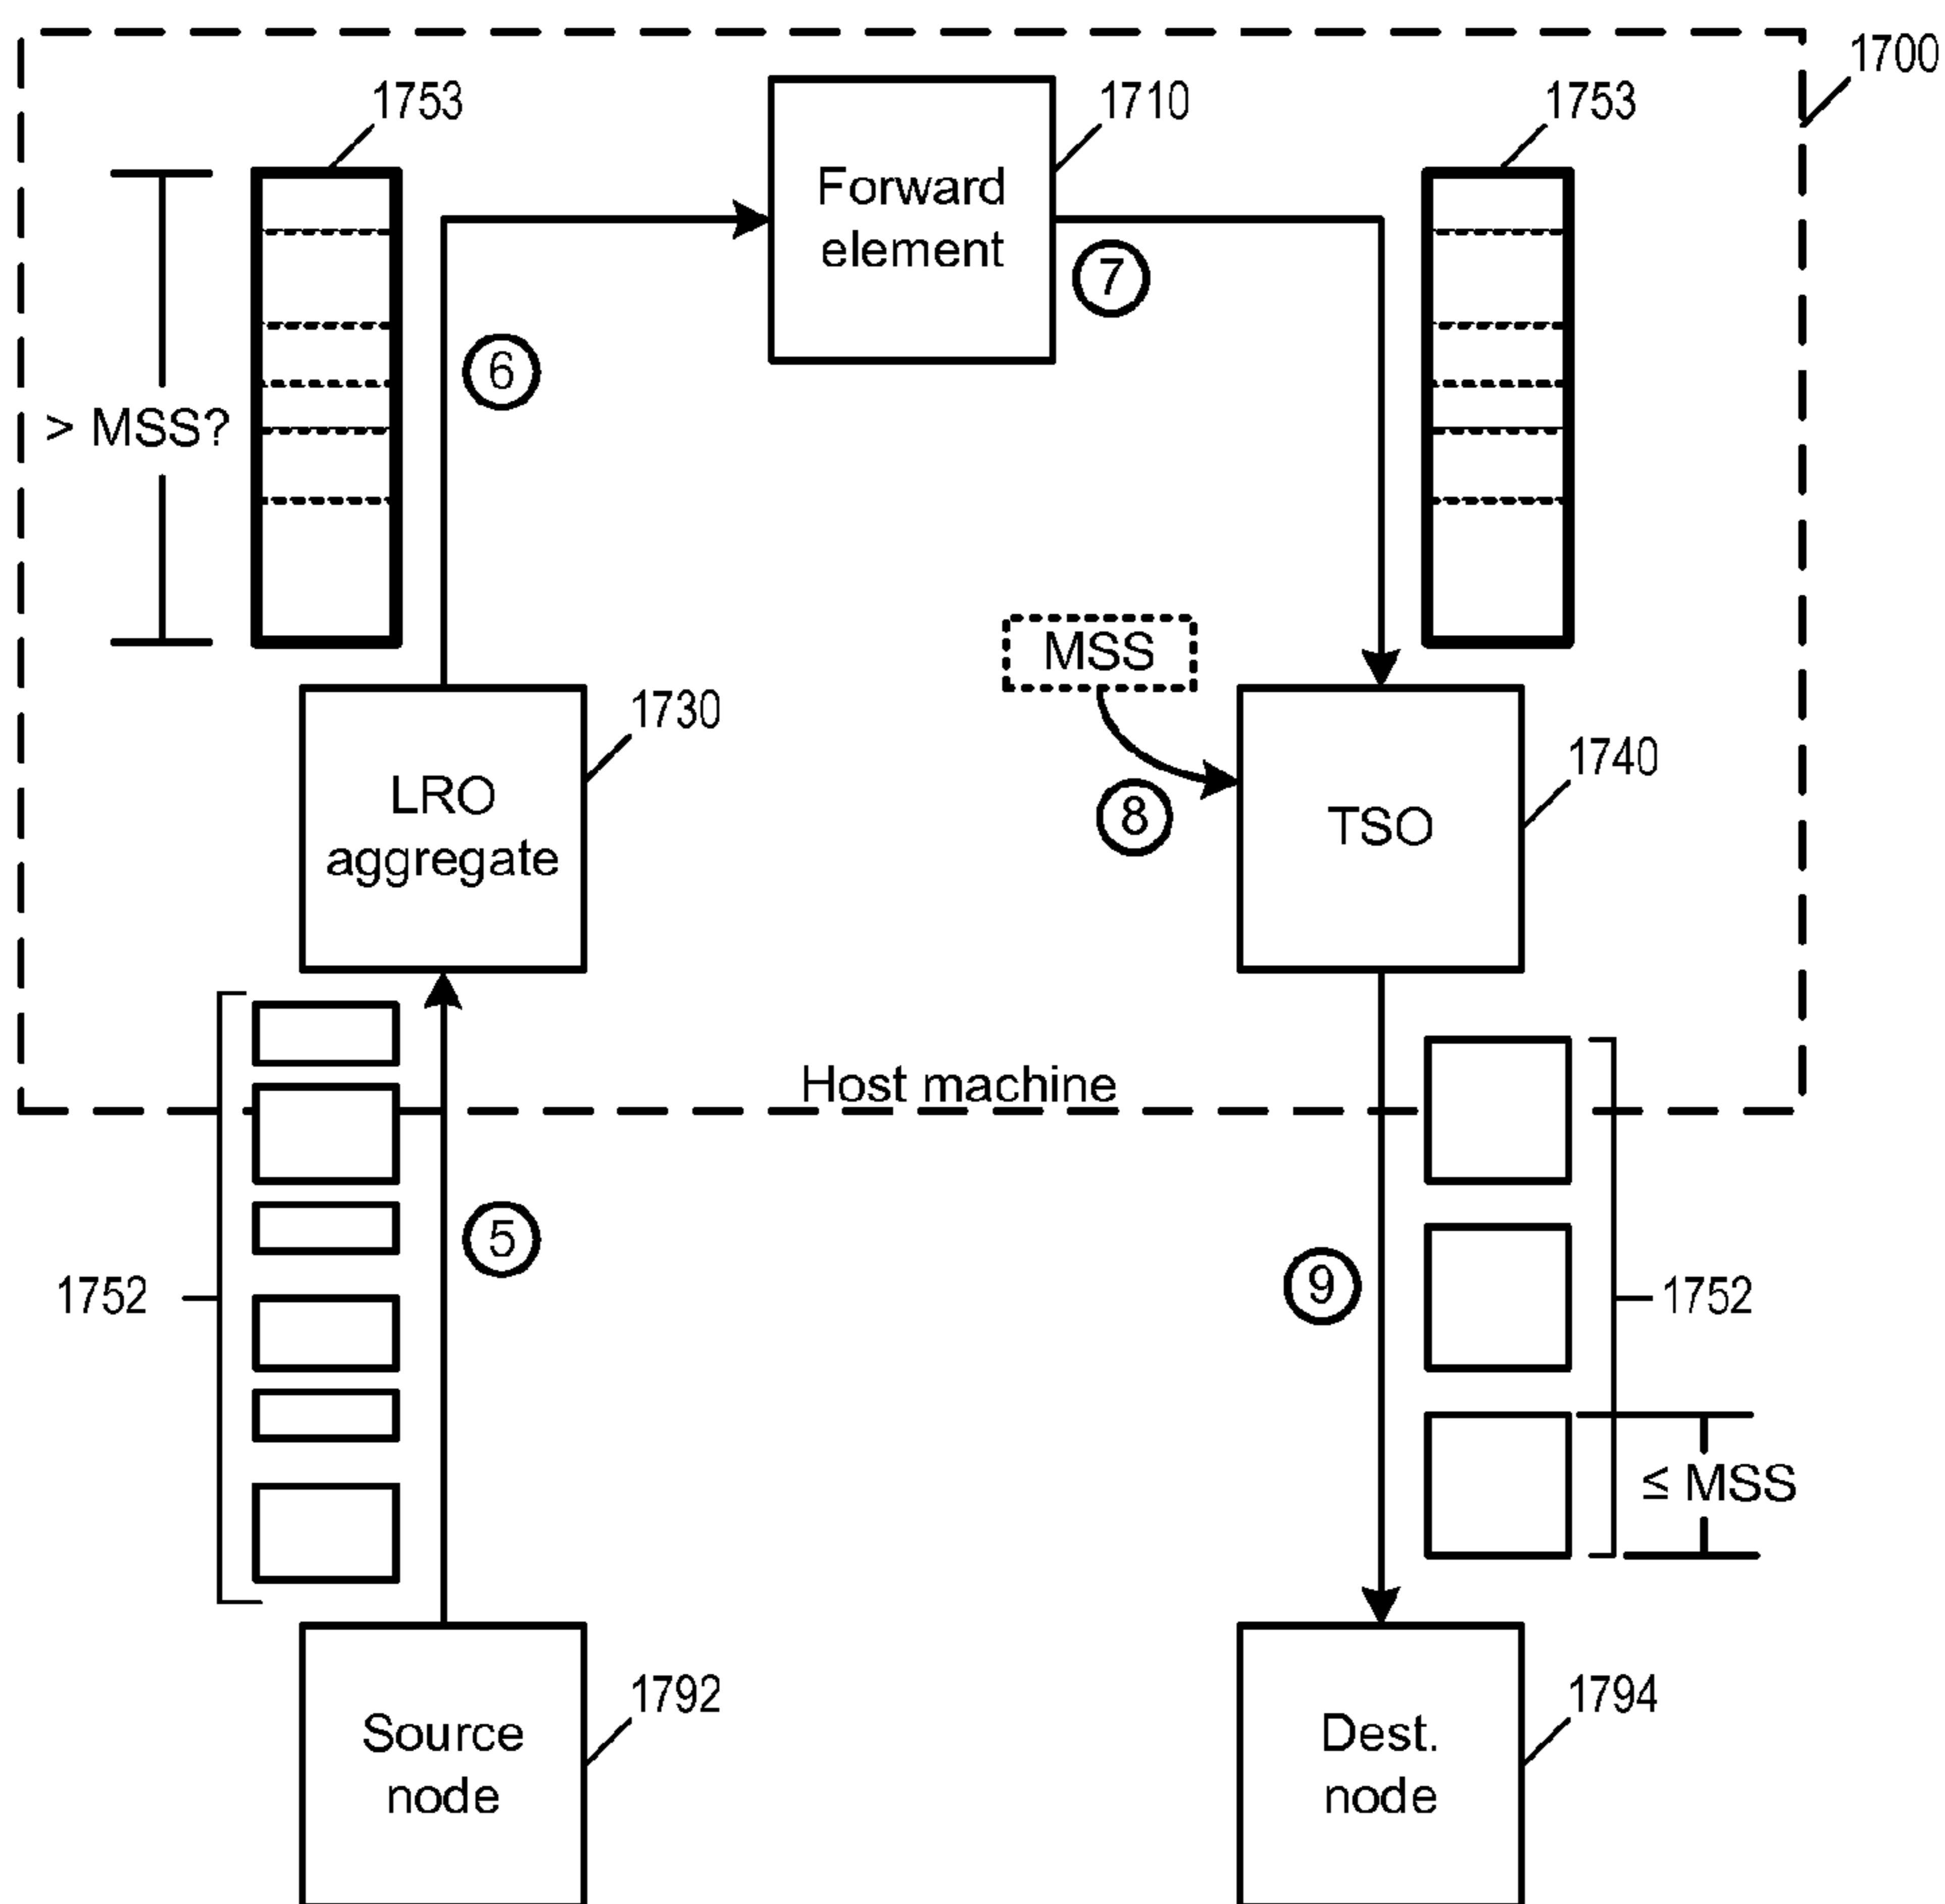 1700
1753
1710
1753
Forward
element
7
6
> MSS?
MSS
1730
1740
LRO
aggregate
8
TSO
Host machine
5
9
1752
1752
≤ MSS
1792
1794
Source
node
Dest.
node